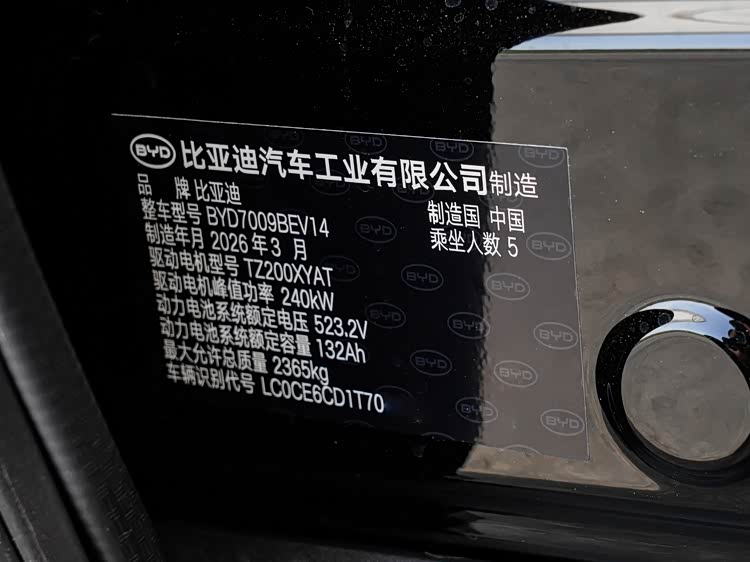 BYD 比亚迪汽车工业有限公司制造
品 牌 比亚迪
制造国 中国
整车型号 BYD7009BEV14
乘坐人数 5
制造年月 2026 年 3 月
驱动电机型号 TZ200XYAT
驱动电机峰值功率 240kW
动力电池系统额定电压 523.2V
动力电池系统额定容量 132Ah
最大允许总质量 2365kg
车辆识别代号 LC0CE6CD1T70